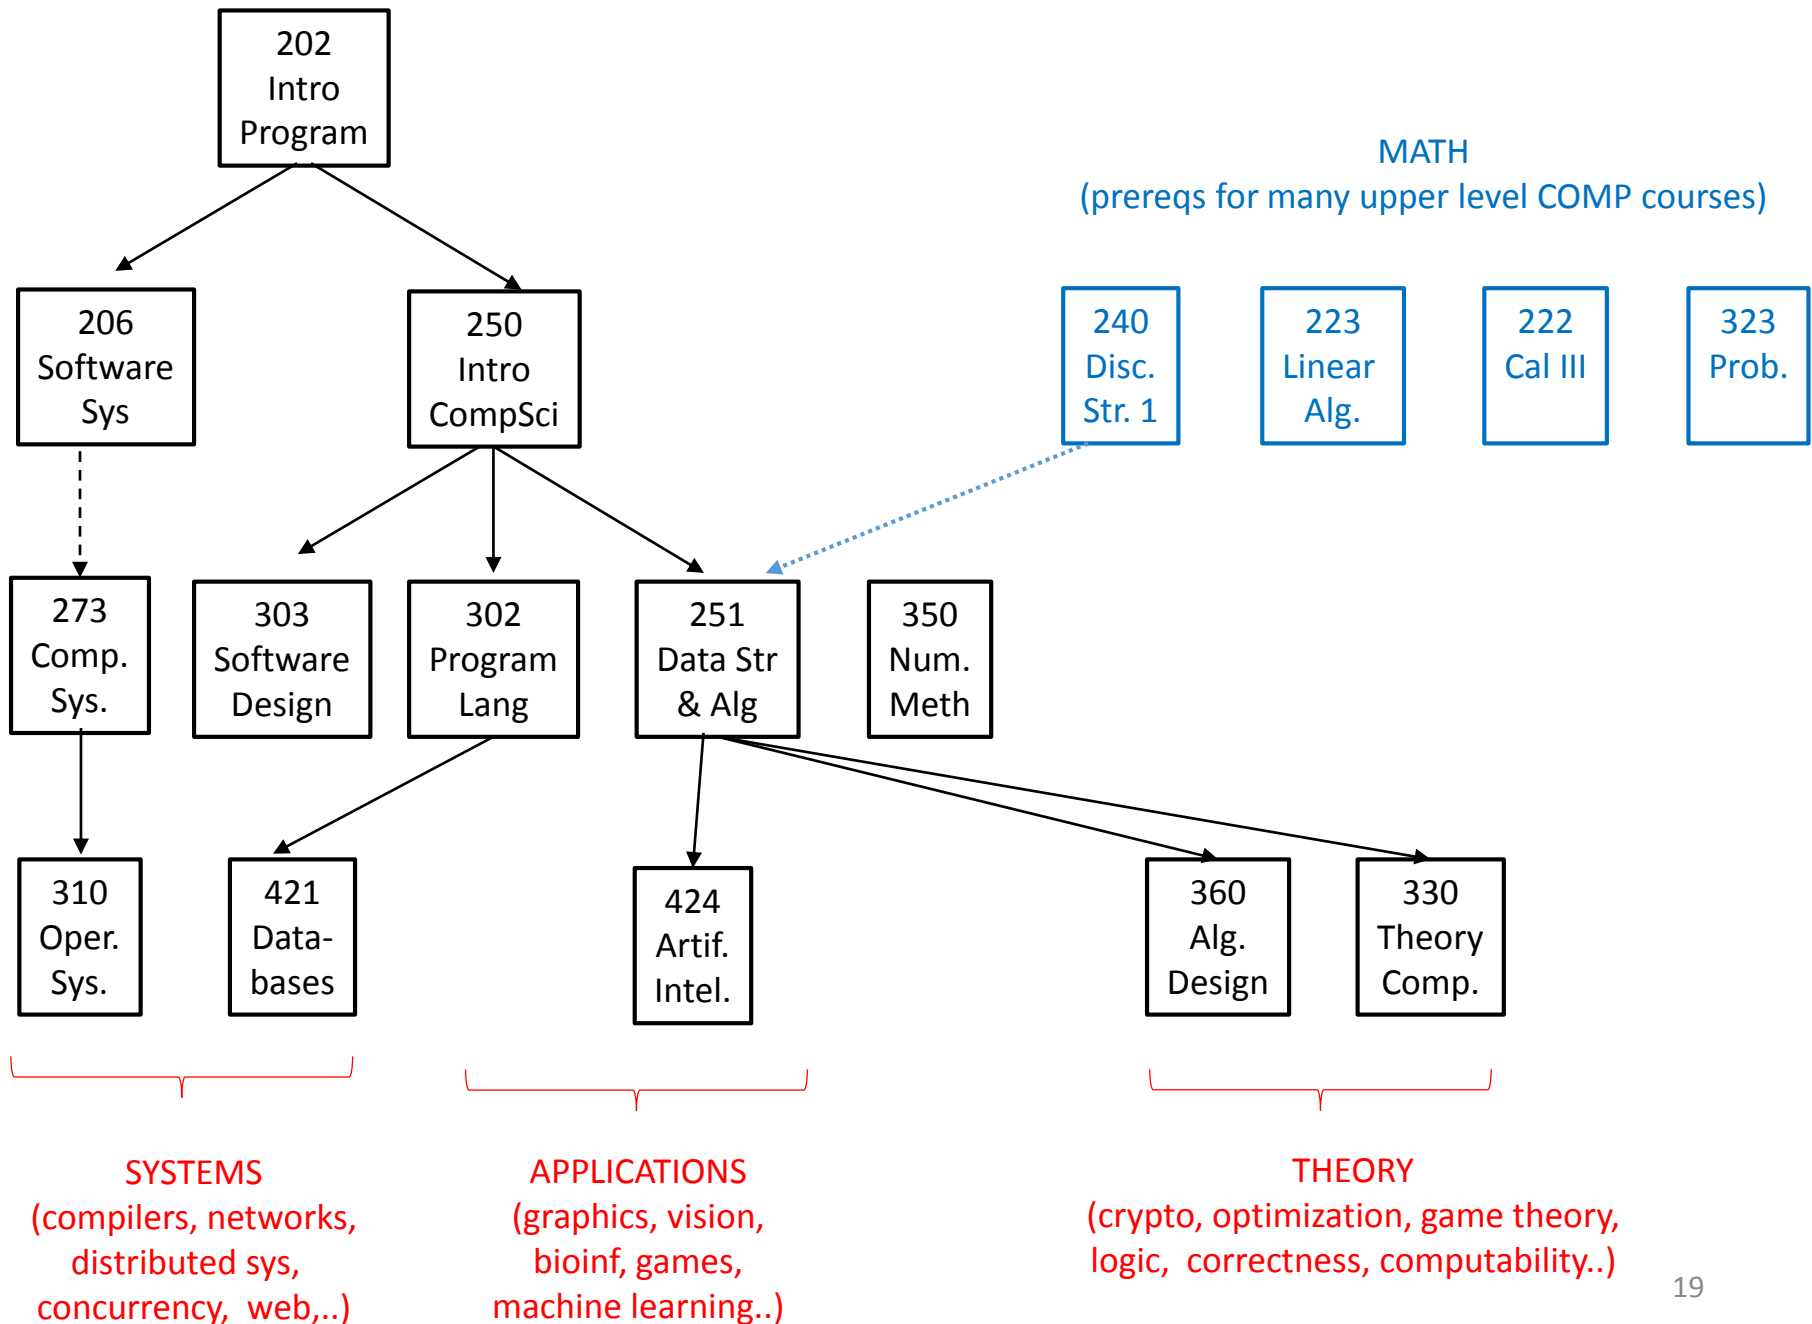 202
Intro
Program
MATH
(prereqs for many upper level COMP courses)
206
Software
Sys
250
Intro
CompSci
240
Disc.
Str. 1
223
Linear
Alg.
222
Cal III
323
Prob.
273
Comp.
Sys.
303
Software
Design
302
Program
Lang
251
Data Str
& Alg
350
Num.
Meth
310
Oper.
Sys.
421
Data-
bases
424
Artif.
Intel.
360
Alg.
Design
330
Theory
Comp.
SYSTEMS
(compilers, networks,
distributed sys,
concurrency, web,..)
APPLICATIONS
(graphics, vision,
bioinf, games,
machine learning..)
THEORY
(crypto, optimization, game theory,
logic, correctness, computability..)
19